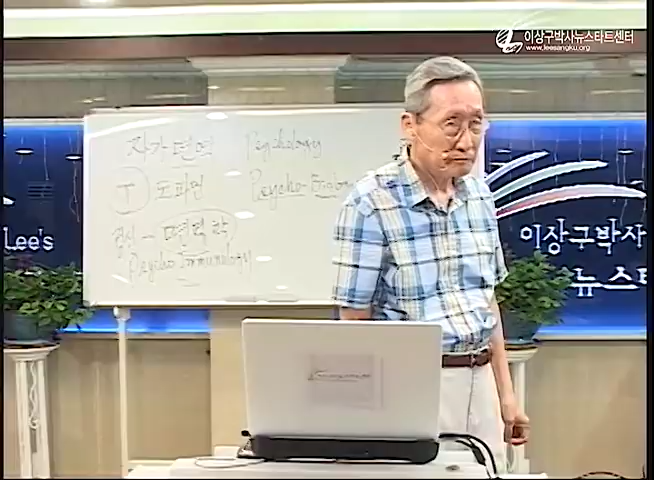 이상구박사뉴스타트센터
www.leesangku.org
자가면역 Psychology
T 도파민 Psycho-Biology
정신 - 면역학
Psycho Immunology
Lee's
이상구박사
뉴스